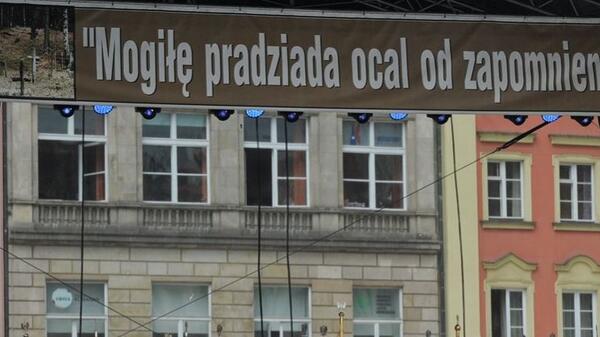 "Mogiłę pradziada ocal od zapomnien